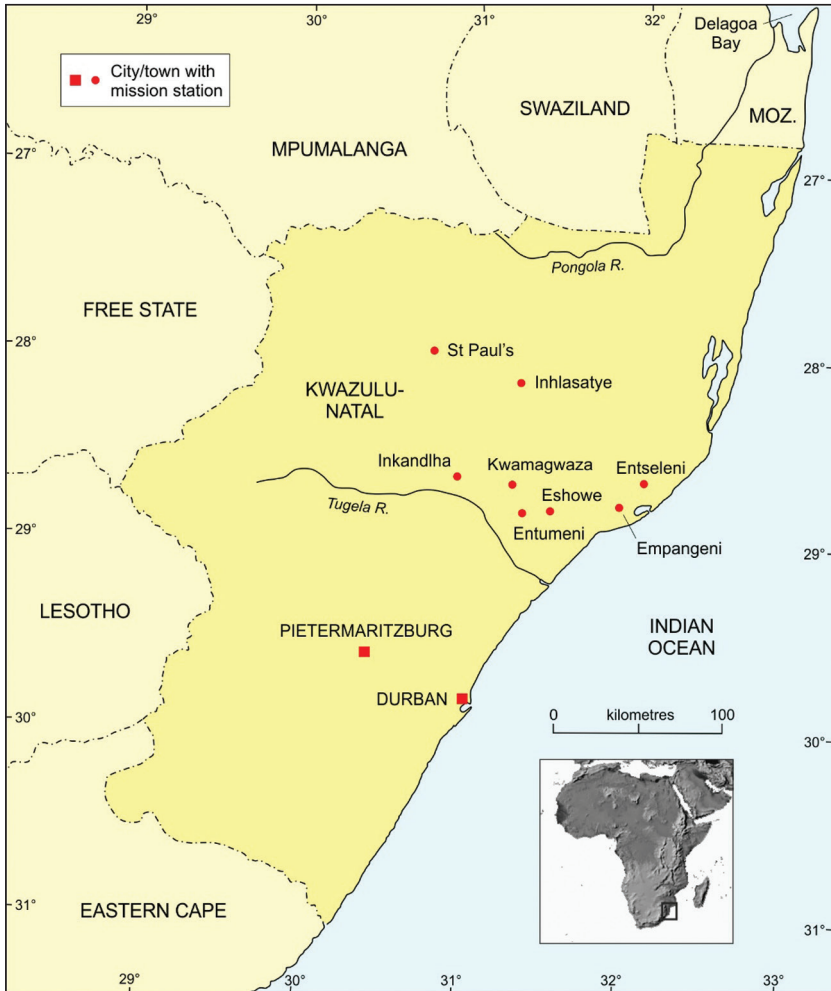 29°
30°
31°
32°
Delagoa
Bay
City/town with
mission station
SWAZILAND
MOZ.
MPUMALANGA
27°
27°
Pongola R.
FREE STATE
28°
St Paul's
28°
Inhlasatye
KWAZULU-
NATAL
Inkandlha
Kwamagwaza
Entseleni
Eshowe
Tugela R.
29°
Entumeni
Empangeni
29°
LESOTHO
PIETERMARITZBURG
INDIAN
OCEAN
DURBAN
30°
0 kilometres 100
30°
31°
EASTERN CAPE
31°
29°
30°
31°
32°
33°